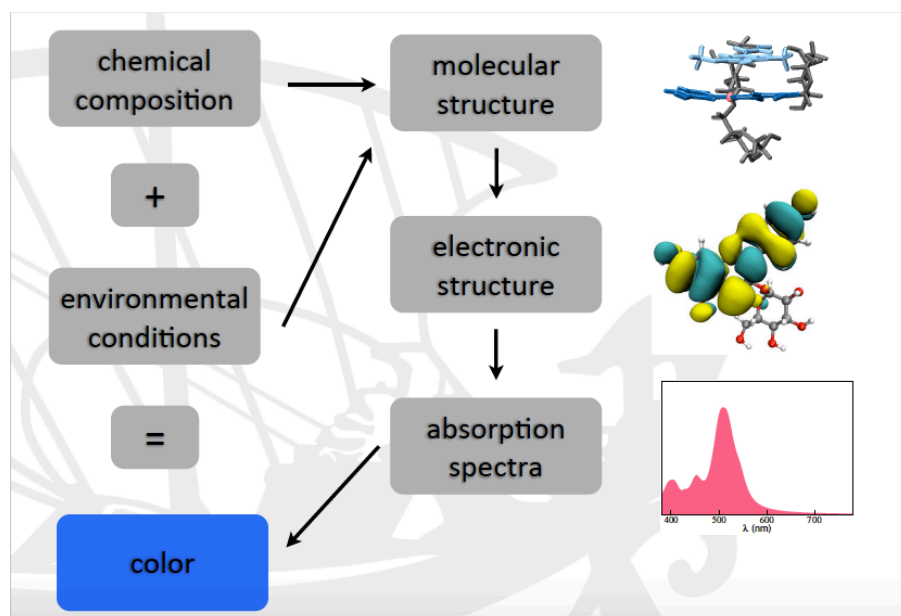 chemical
composition
+
environmental
conditions
=
color
molecular
structure
electronic
structure
absorption
spectra
400 500 600 700
λ (nm)